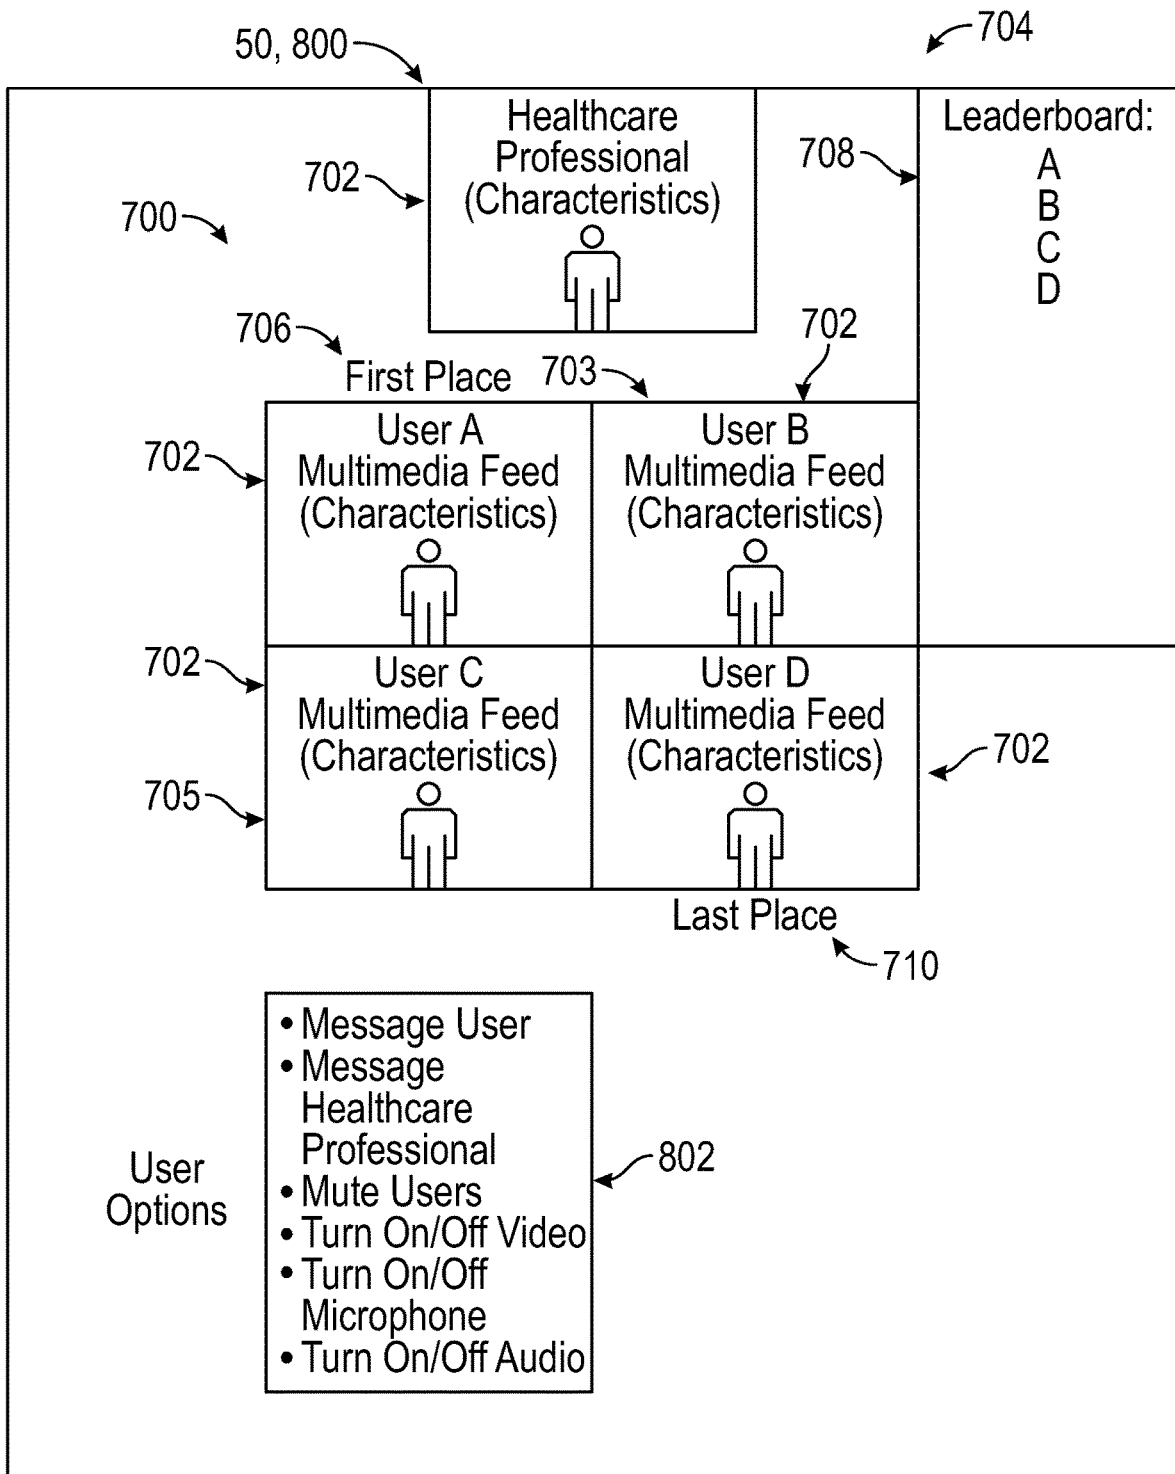 50, 800
704
Healthcare
Professional
(Characteristics)
702
708
Leaderboard:
A
B
C
D
700
706
First Place
703
702
702
User A
Multimedia Feed
(Characteristics)
User B
Multimedia Feed
(Characteristics)
702
705
User C
Multimedia Feed
(Characteristics)
User D
Multimedia Feed
(Characteristics)
702
Last Place
710
User
Options
• Message User
• Message
Healthcare
Professional
• Mute Users
• Turn On/Off Video
• Turn On/Off
Microphone
• Turn On/Off Audio
802